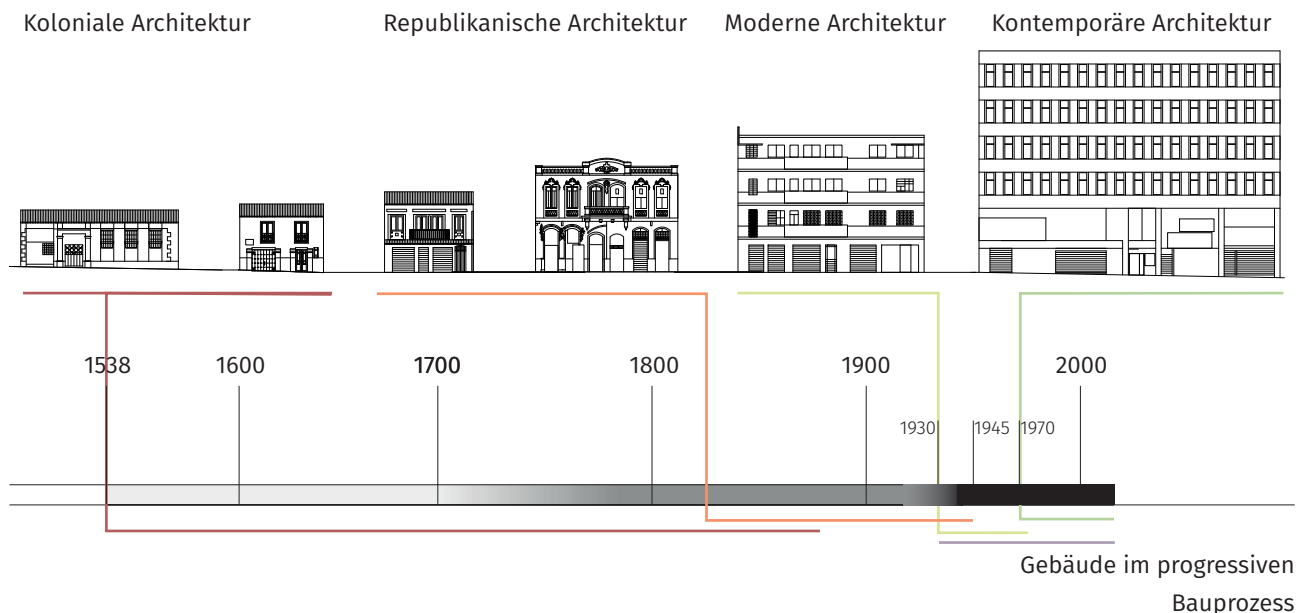 Koloniale Architektur
Republikanische Architektur
Moderne Architektur
Kontemporäre Architektur
1538
1600
1700
1800
1900
2000
1930
1945
1970
Gebäude im progressiven
Bauprozess